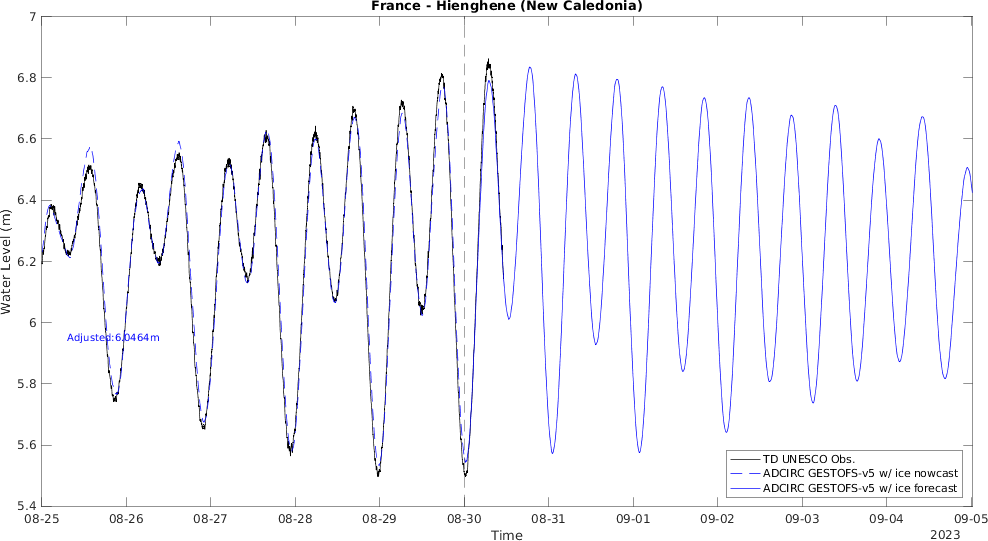 France - Hienghene (New Caledonia)
7
6.8
6.6
6.4
6.2
6
5.8
5.6
5.4
Water Level (m)
Adjusted:6.0464m
TD UNESCO Obs.
ADCIRC GESTOFS-v5 w/ ice nowcast
ADCIRC GESTOFS-v5 w/ ice forecast
08-25 08-26 08-27 08-28 08-29 08-30 08-31 09-01 09-02 09-03 09-04 09-05
Time
2023